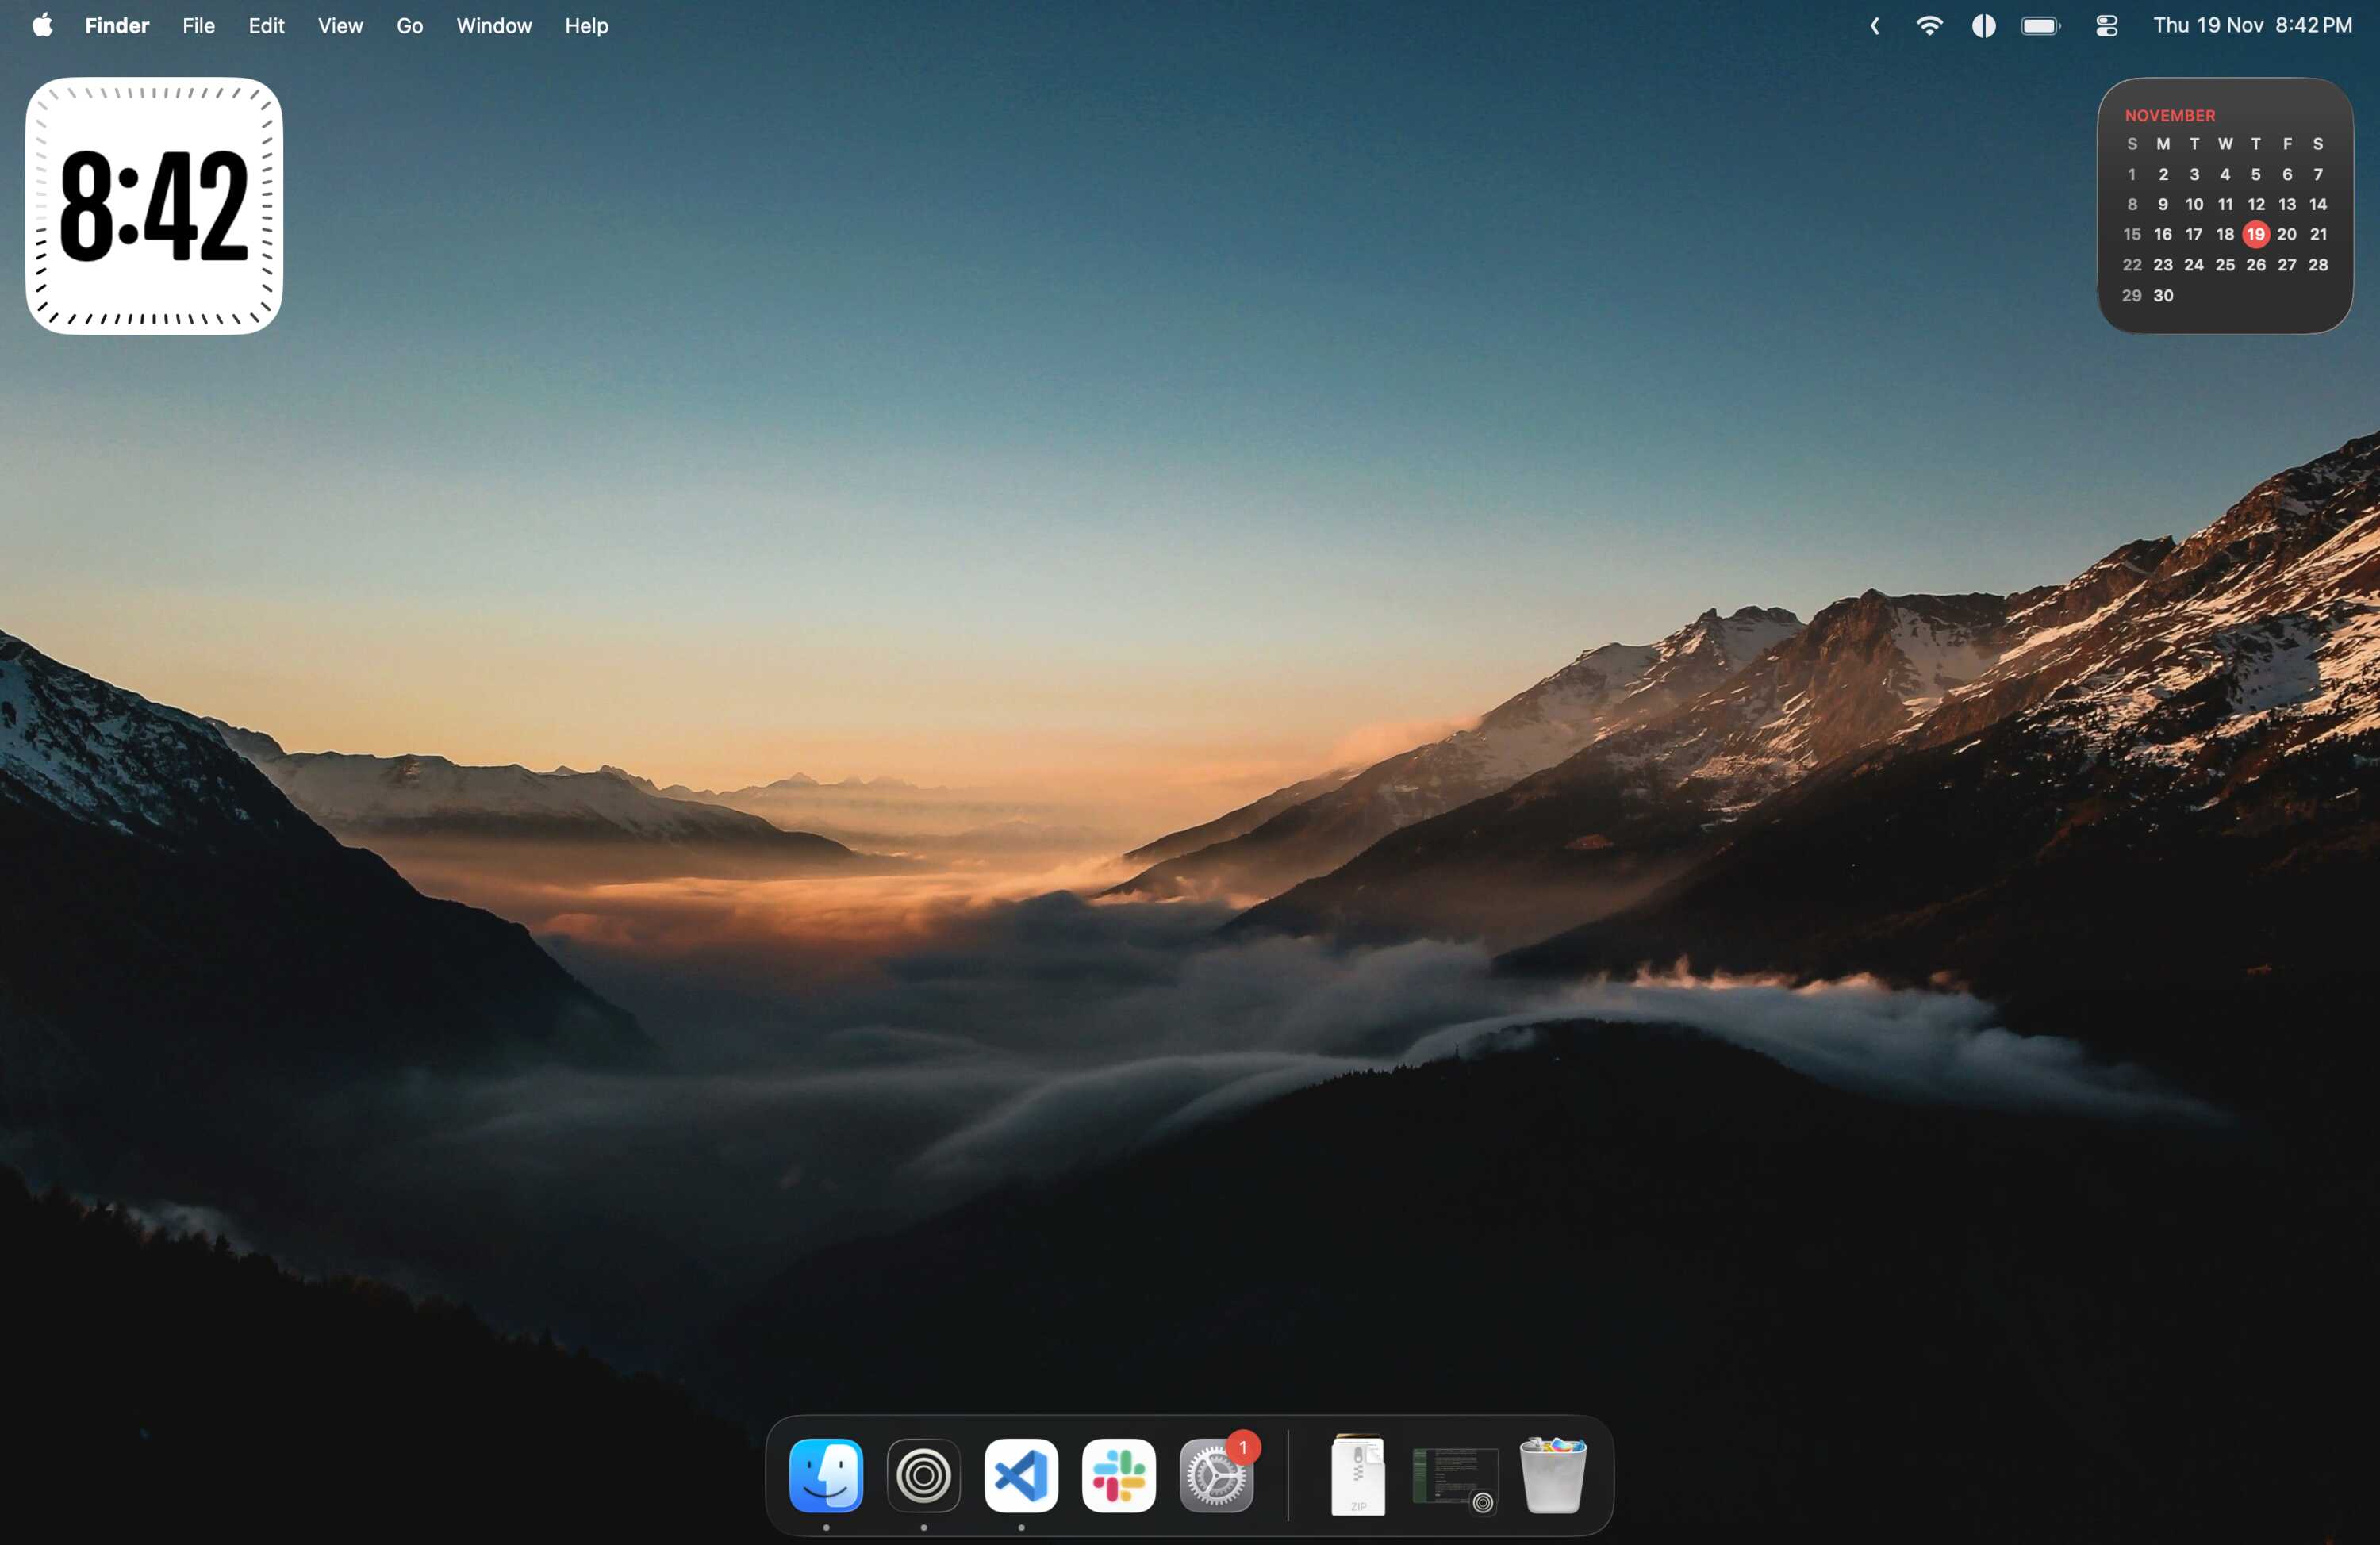 Finder File Edit View Go Window Help
Thu 19 Nov 8:42 PM
8:42
NOVEMBER
S M T W T F S
1 2 3 4 5 6 7
8 9 10 11 12 13 14
15 16 17 18 19 20 21
22 23 24 25 26 27 28
29 30
1
ZIP